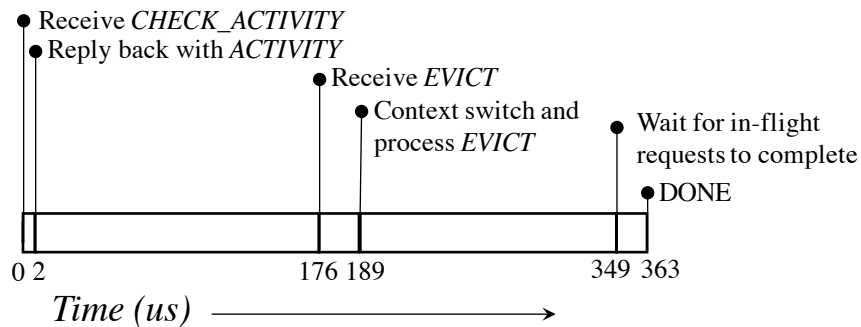 Receive CHECK_ACTIVITY
Reply back with ACTIVITY
Receive EVICT
Context switch and
process EVICT
Wait for in-flight
requests to complete
DONE
0 2 176 189 349 363
Time (us)